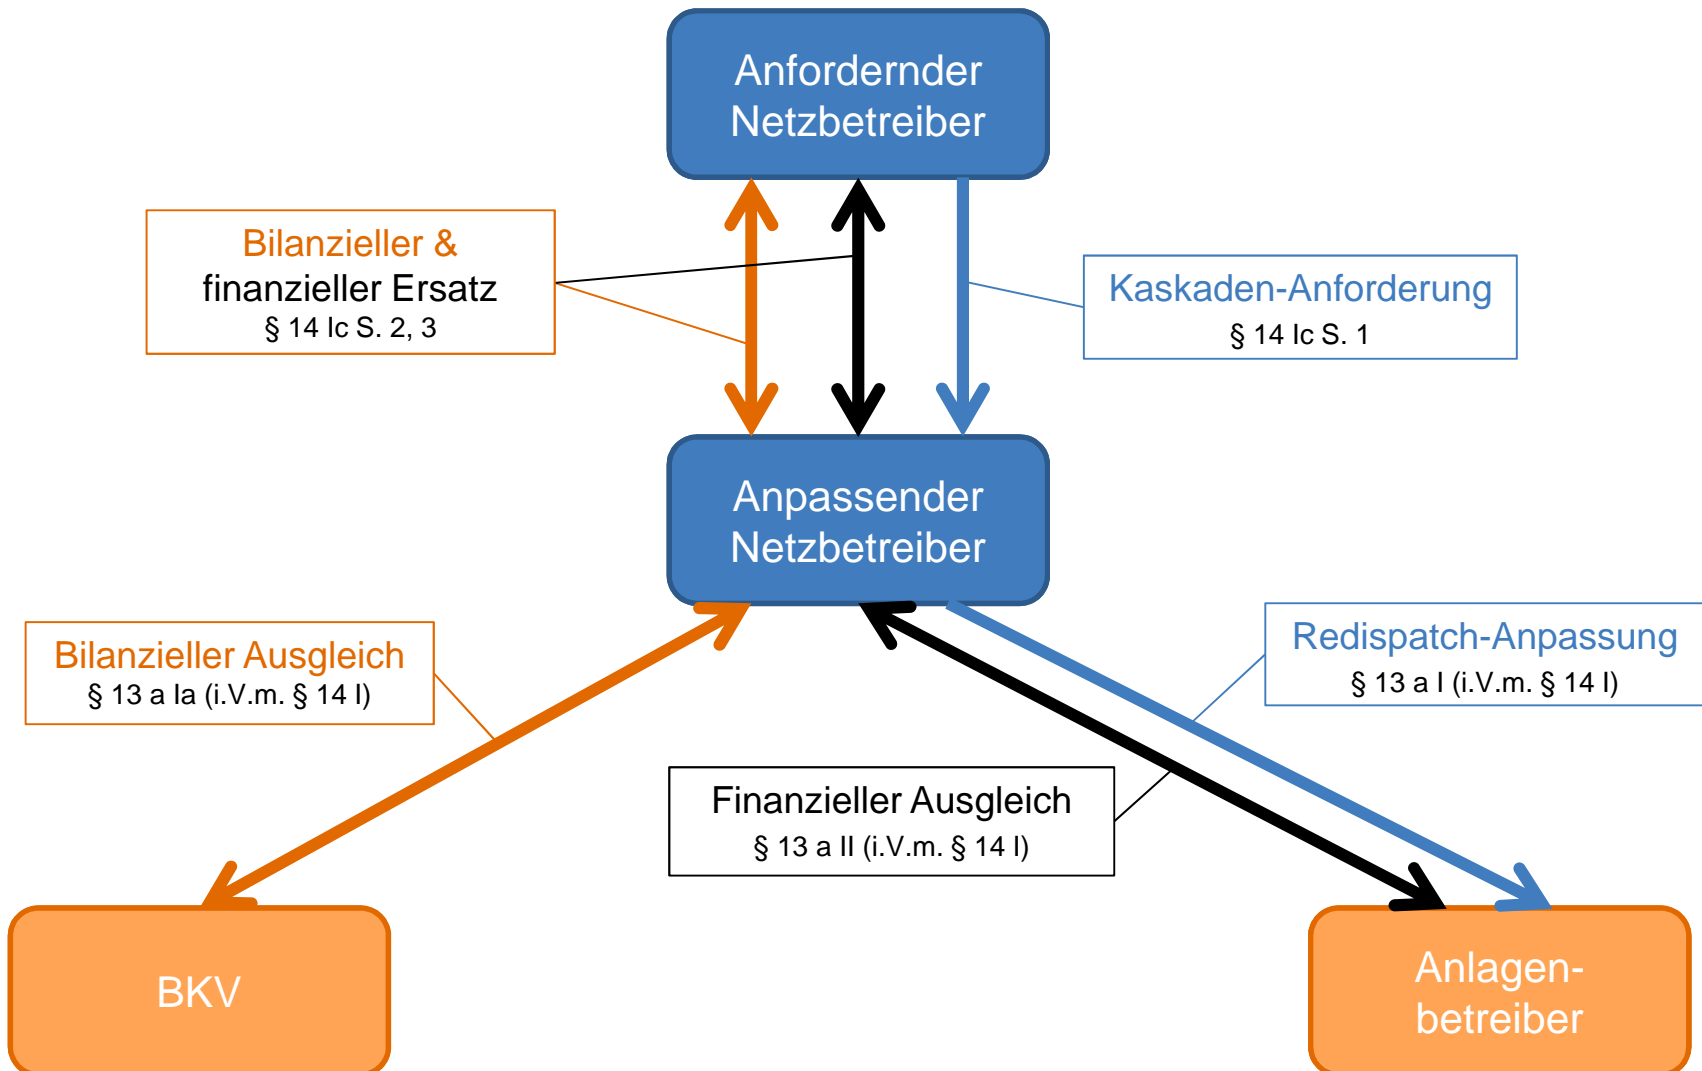 Anfordernder
Netzbetreiber
Bilanzieller &
finanzieller Ersatz
§ 14 Ic S. 2, 3
Kaskaden-Anforderung
§ 14 Ic S. 1
Anpassender
Netzbetreiber
Bilanzieller Ausgleich
§ 13 a Ia (i.V.m. § 14 I)
Redispatch-Anpassung
§ 13 a I (i.V.m. § 14 I)
Finanzieller Ausgleich
§ 13 a II (i.V.m. § 14 I)
BKV
Anlagen-
betreiber